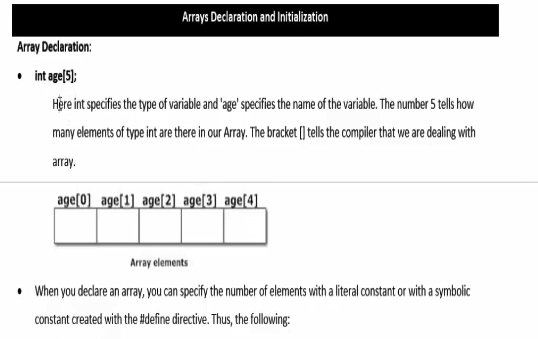 Arrays Declaration and Initialization
Array Declaration:
• int age[5];
Here int specifies the type of variable and 'age' specifies the name of the variable. The number 5 tells how
many elements of type int are there in our Array. The bracket [] tells the compiler that we are dealing with
array.
age[0] age[1] age[2] age[3] age[4]
Array elements
• When you declare an array, you can specify the number of elements with a literal constant or with a symbolic
constant created with the #define directive. Thus, the following: